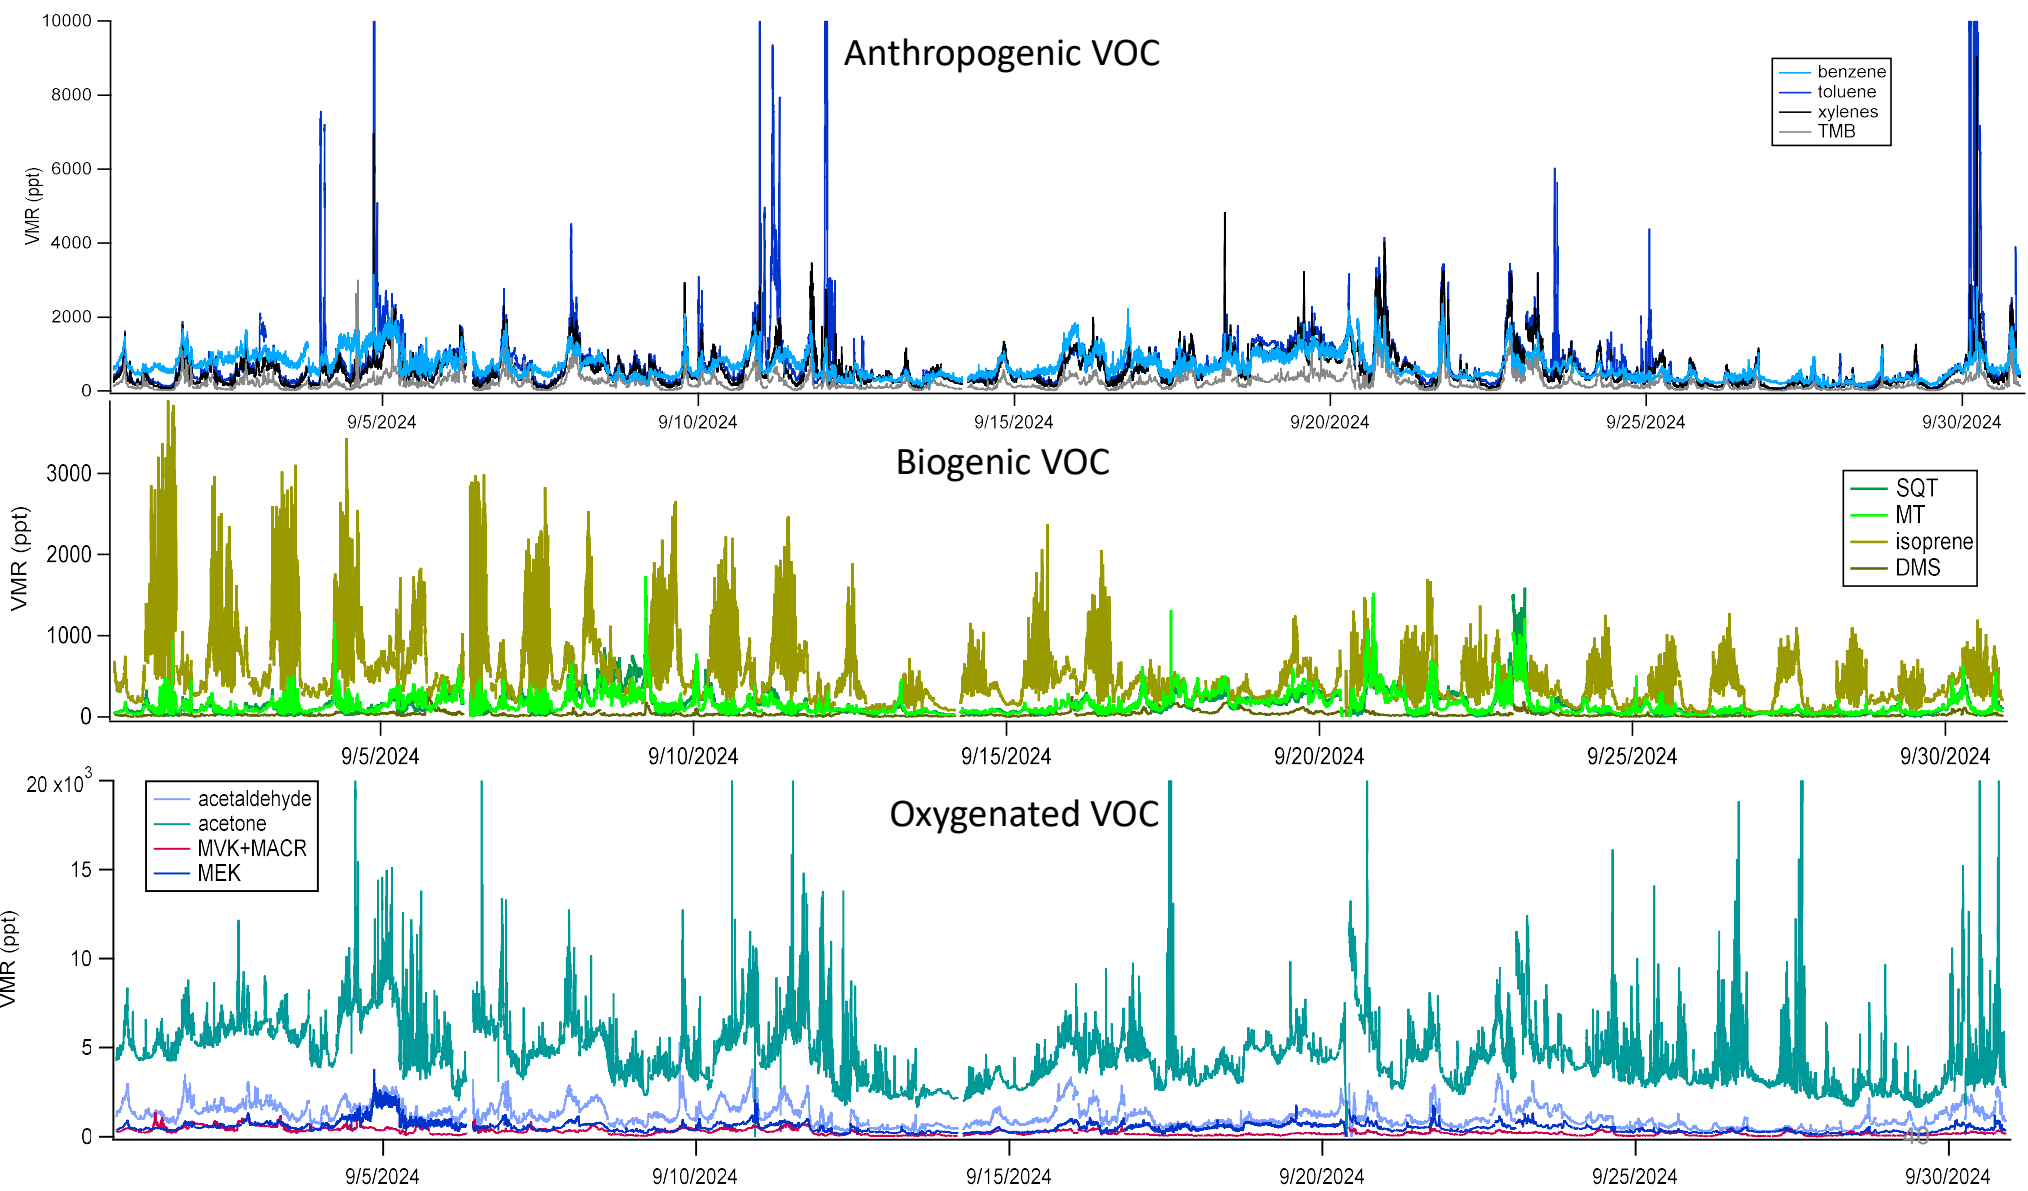 Anthropogenic VOC
10000
8000
6000
4000
2000
0
VMR (ppt)
benzene
toluene
xylenes
TMB
9/5/2024 9/10/2024 9/15/2024 9/20/2024 9/25/2024 9/30/2024
Biogenic VOC
3000
2000
1000
0
VMR (ppt)
SQT
MT
isoprene
DMS
9/5/2024 9/10/2024 9/15/2024 9/20/2024 9/25/2024 9/30/2024
Oxygenated VOC
20 x10³
15
10
5
0
VMR (ppt)
acetaldehyde
acetone
MVK+MACR
MEK
40
9/5/2024 9/10/2024 9/15/2024 9/20/2024 9/25/2024 9/30/2024